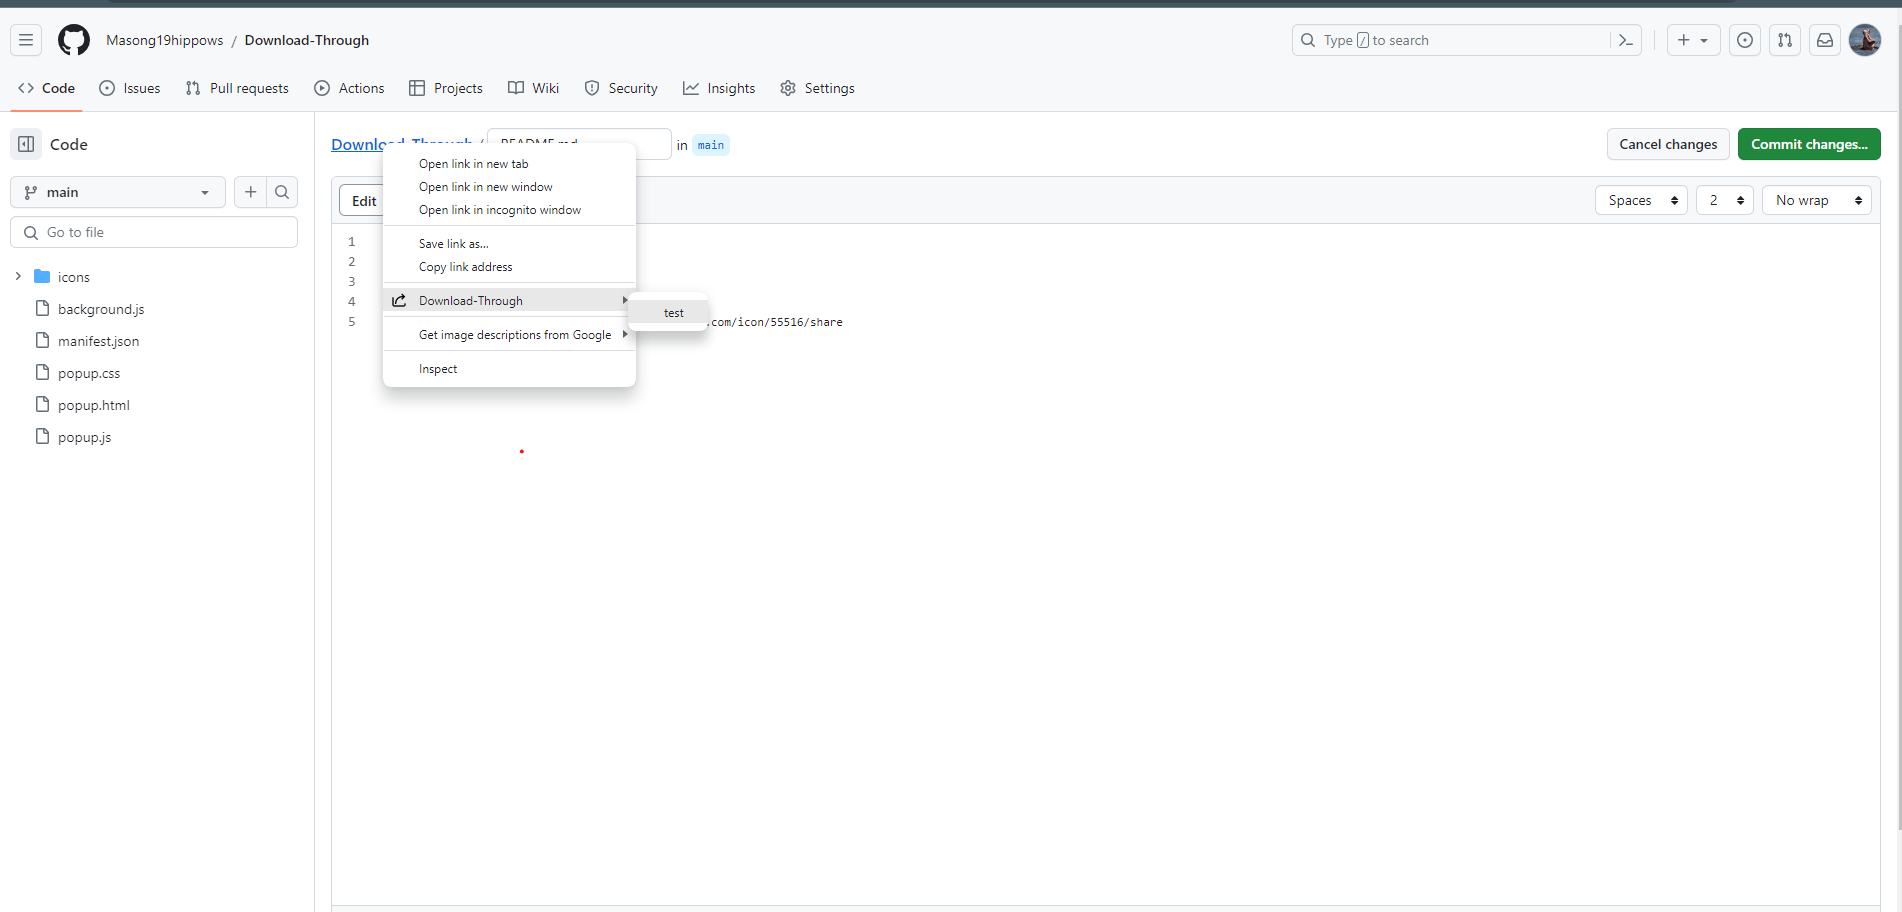 Masong19hippows / Download-Through
Type / to search
Code Issues Pull requests Actions Projects Wiki Security Insights Settings
Code
main
Go to file
icons
background.js
manifest.json
popup.css
popup.html
popup.js
Download-Through / README.md in main
Cancel changes
Commit changes...
Edit
Spaces
2
No wrap
1
2
3
4
5 .com/icon/55516/share
Open link in new tab
Open link in new window
Open link in incognito window
Save link as...
Copy link address
Download-Through
test
Get image descriptions from Google
Inspect